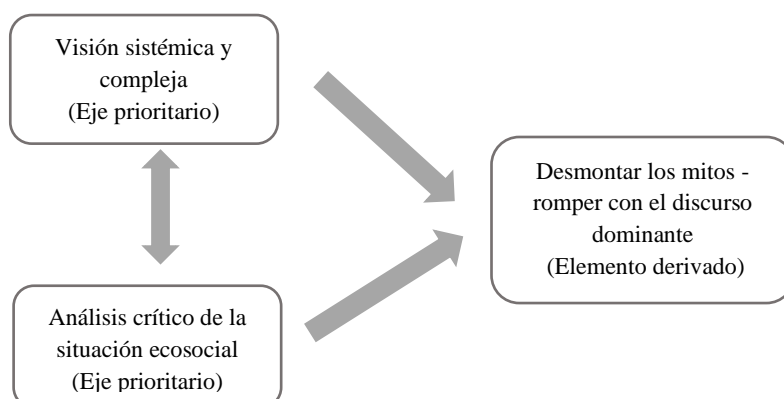 Visión sistémica y
compleja
(Eje prioritario)
Desmontar los mitos -
romper con el discurso
dominante
(Elemento derivado)
Análisis crítico de la
situación ecosocial
(Eje prioritario)